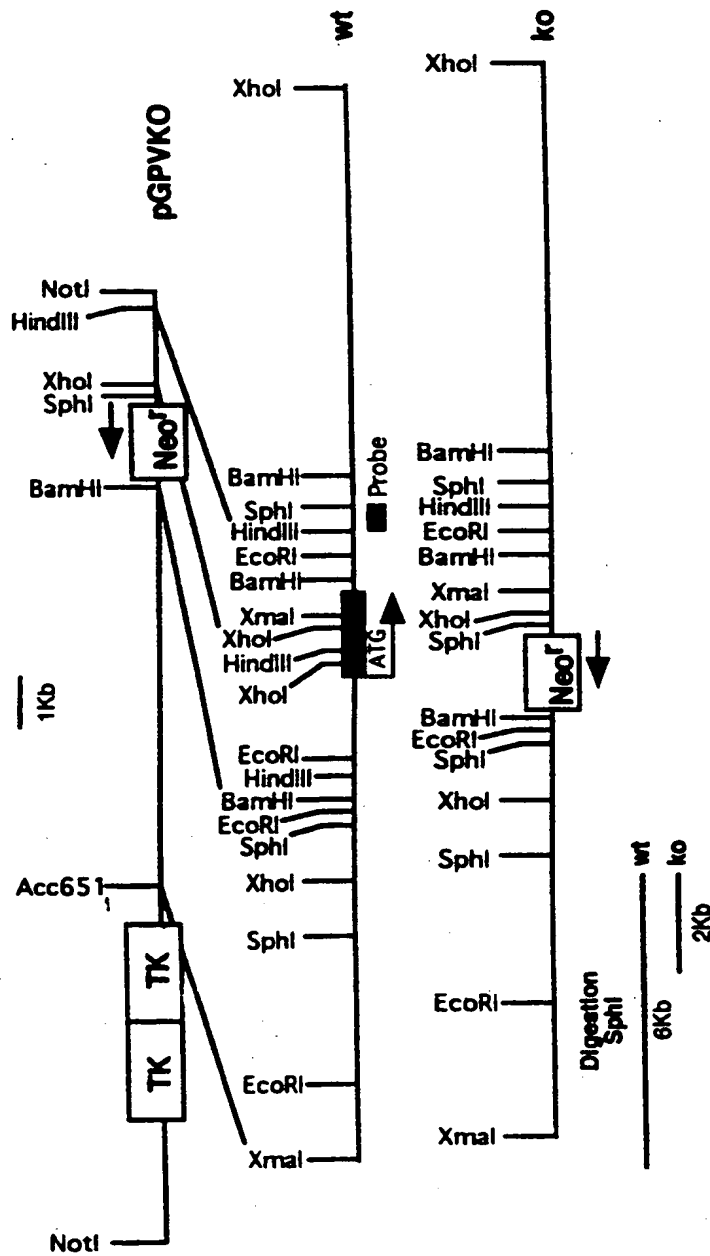 pGPVKO
NotI
HindIII
XhoI
SphI
Neor
BamHI
1Kb
Acc651
TK
TK
NotI
wt
XhoI
BamHI
SphI
Probe
HindIII
EcoRI
BamHI
XmaI
XhoI
ATG
HindIII
XhoI
EcoRI
HindIII
BamHI
EcoRI
SphI
XhoI
SphI
EcoRI
XmaI
ko
XhoI
BamHI
SphI
HindIII
EcoRI
BamHI
XmaI
XhoI
SphI
Neor
BamHI
EcoRI
SphI
XhoI
SphI
EcoRI
XmaI
Digestion
SphI
wt
6Kb
ko
2Kb